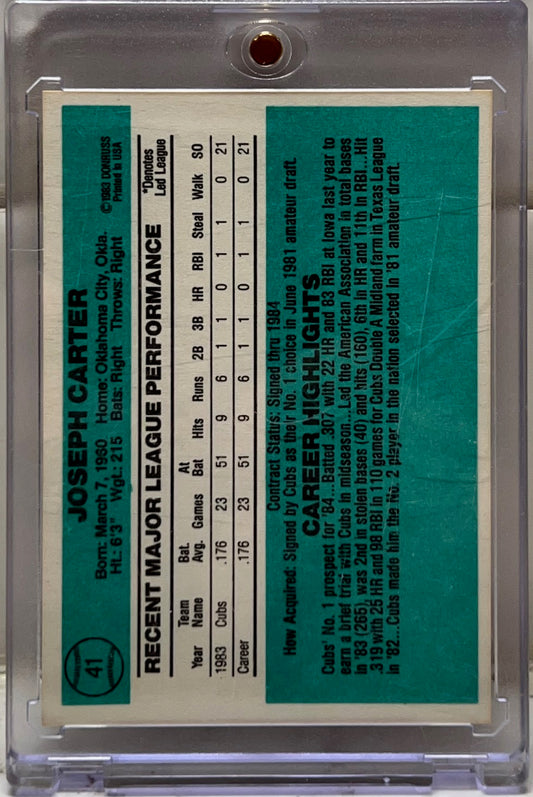 41
JOSEPH CARTER
©1983 DONRUSS
Printed in USA
Born: March 7, 1960 Home: Oklahoma City, Okla.
Ht.: 6'3" Wgt.: 215 Bats: Right Throws: Right
RECENT MAJOR LEAGUE PERFORMANCE
*Denotes
Led League
Year Team Name Bat. Avg. Games At Bat Hits Runs 2B 3B HR RBI Steal Walk SO
1983 Cubs .176 23 51 9 6 1 1 0 1 1 0 21
Career .176 23 51 9 6 1 1 0 1 1 0 21
Contract Status: Signed thru 1984
How Acquired: Signed by Cubs as their No. 1 choice in June 1981 amateur draft.
CAREER HIGHLIGHTS
Cubs' No. 1 prospect for '84...Batted .307 with 22 HR and 83 RBI at Iowa last year to
earn a brief trial with Cubs in midseason...Led the American Association in total bases
in '83 (265), was 2nd in stolen bases (40) and hits (160), 6th in HR and 11th in RBI...Hit
.319 with 25 HR and 98 RBI in 110 games for Cubs Double A Midland farm in Texas League
in '82...Cubs made him the No. 2 player in the nation selected in '81 amateur draft.